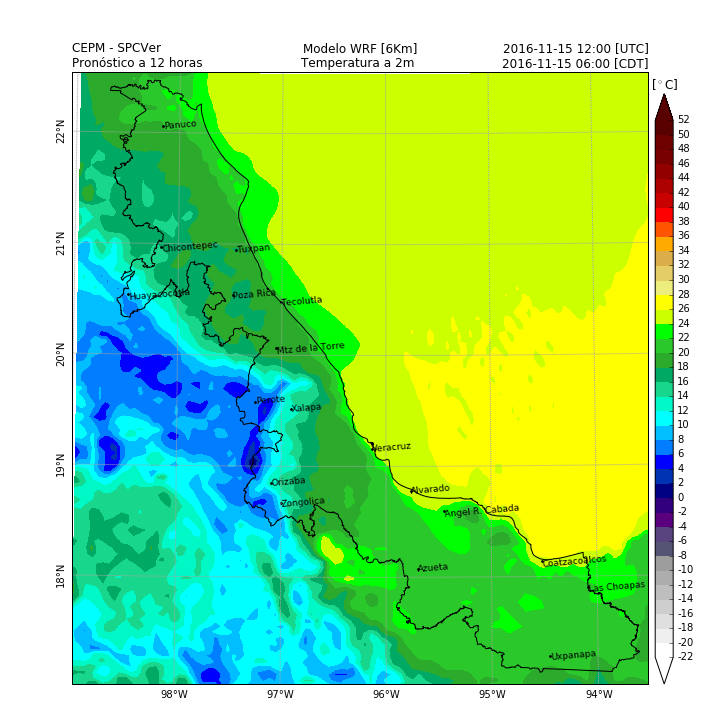 CEPM - SPCVer Modelo WRF [6Km] 2016-11-15 12:00 [UTC]
Pronóstico a 12 horas Temperatura a 2m 2016-11-15 06:00 [CDT]
[°C]
52
50
48
46
44
42
40
38
36
34
32
30
28
26
24
22
20
18
16
14
12
10
8
6
4
2
0
-2
-4
-6
-8
-10
-12
-14
-16
-18
-20
-22
22°N
21°N
20°N
19°N
18°N
Panuco
Chicontepec
Tuxpan
Huayacocotla
Poza Rica
Tecolutla
Mtz de la Torre
Perote
Xalapa
Veracruz
Orizaba
Alvarado
Zongolica
Angel R. Cabada
Azueta
Coatzacoalcos
Las Choapas
Uxpanapa
98°W 97°W 96°W 95°W 94°W